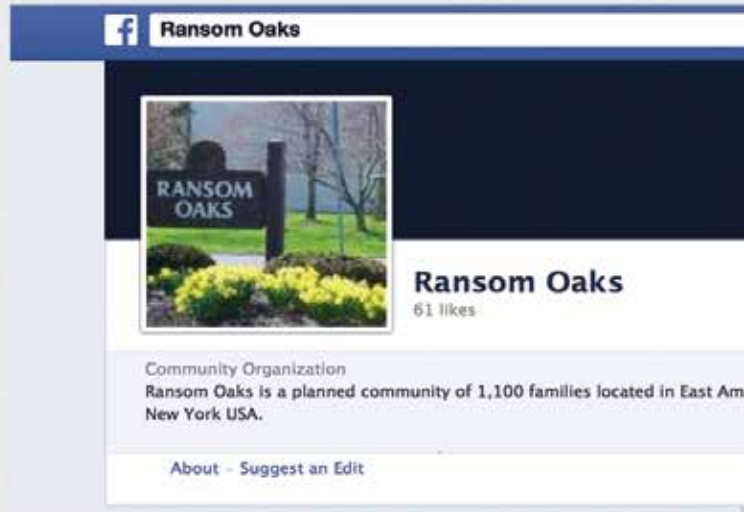 f Ransom Oaks
RANSOM
OAKS
Ransom Oaks
61 likes
Community Organization
Ransom Oaks is a planned community of 1,100 families located in East Am
New York USA.
About - Suggest an Edit